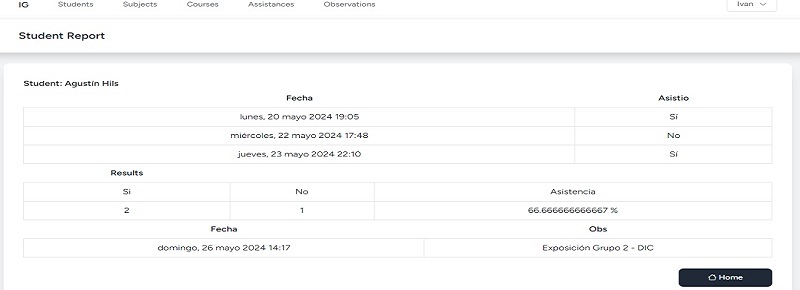 IG Students Subjects Courses Assistances Observations Ivan
Student Report
Student: Agustín Hils
Fecha Asistio
lunes, 20 mayo 2024 19:05 Sí
miércoles, 22 mayo 2024 17:48 No
jueves, 23 mayo 2024 22:10 Sí
Results
Si No Asistencia
2 1 66.666666666667 %
Fecha Obs
domingo, 26 mayo 2024 14:17 Exposición Grupo 2 - DIC
Home